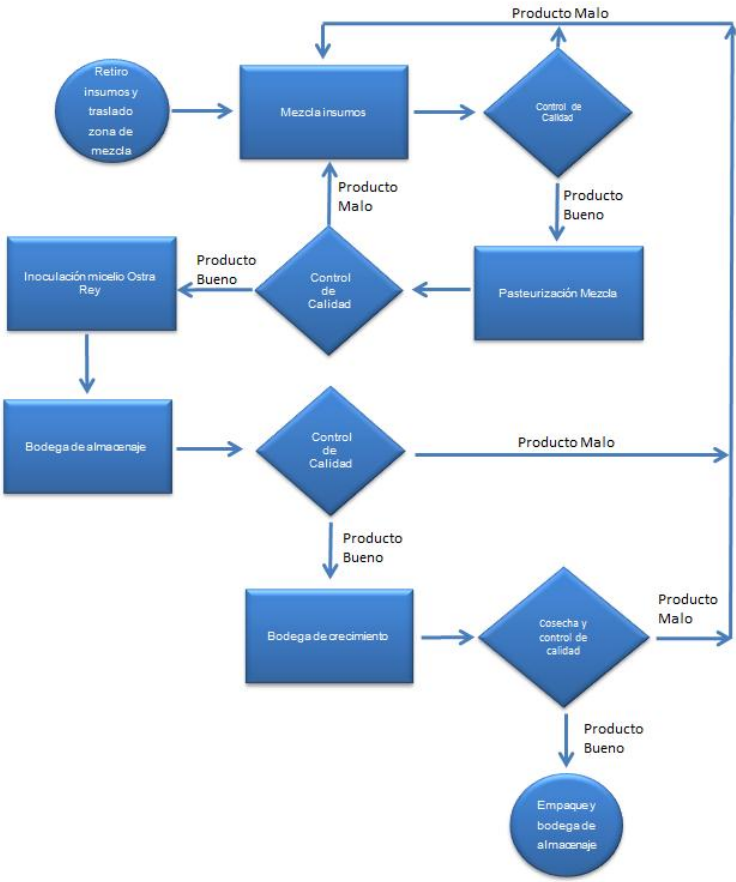 Producto Malo
Retiro
insumos y
traslado
zona de
mezcla
Mezcla insumos
Control de
Calidad
Producto
Malo
Producto
Bueno
Inoculación micelio Ostra
Rey
Producto
Bueno
Control
de
Calidad
Pasteurización Mezcla
Bodega de almacenaje
Control
de
Calidad
Producto Malo
Producto
Bueno
Bodega de crecimiento
Cosecha y
control de
calidad
Producto
Malo
Producto
Bueno
Empaque y
bodega de
almacenaje